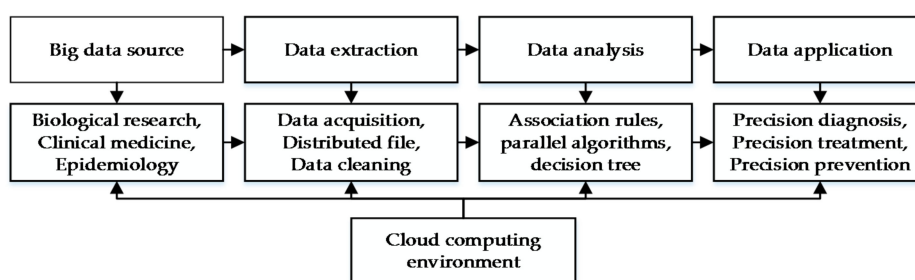 Big data source
Data extraction
Data analysis
Data application
Biological research,
Clinical medicine,
Epidemiology
Data acquisition,
Distributed file,
Data cleaning
Association rules,
parallel algorithms,
decision tree
Precision diagnosis,
Precision treatment,
Precision prevention
Cloud computing
environment